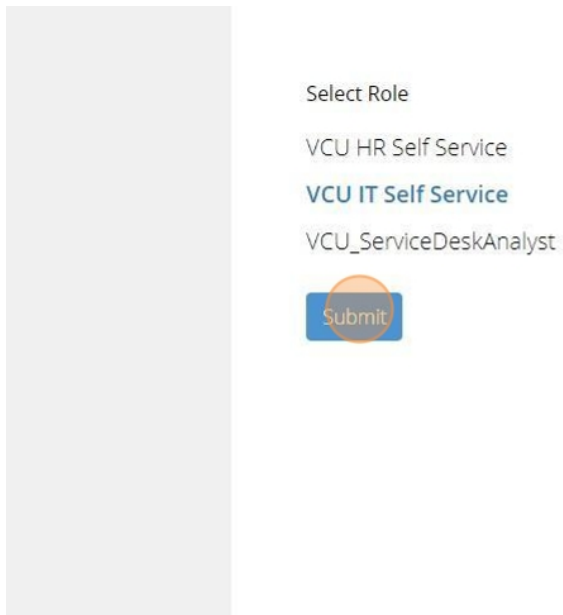 Select Role
VCU HR Self Service
VCU IT Self Service
VCU_ServiceDeskAnalyst
Submit